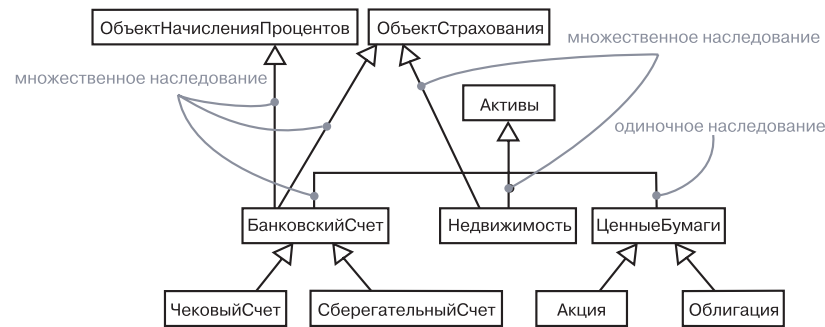 ОбъектНачисленияПроцентов
ОбъектСтрахования
множественное наследование
множественное наследование
Активы
одиночное наследование
БанковскийСчет
Недвижимость
ЦенныеБумаги
ЧековыйСчет
СберегательныйСчет
Акция
Облигация